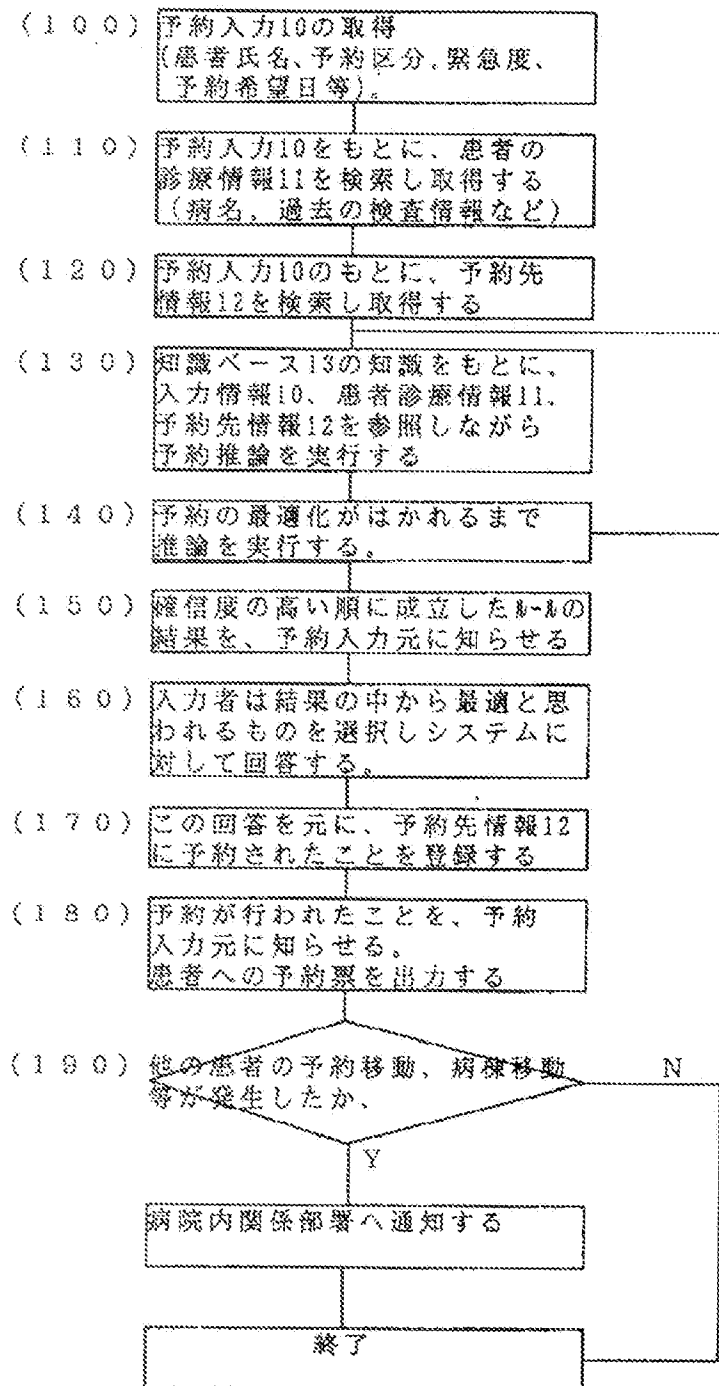 (100) 予約入力10の取得
(患者氏名、予約区分、緊急度、
予約希望日等)。
(110) 予約入力10をもとに、患者の
診療情報11を検索し取得する
(病名、過去の検査情報など)
(120) 予約入力10のもとに、予約先
情報12を検索し取得する
(130) 知識ベース13の知識をもとに、
入力情報10、患者診療情報11、
予約先情報12を参照しながら
予約推論を実行する
(140) 予約の最適化がはかれるまで
推論を実行する。
(150) 確信度の高い順に成立したルールの
結果を、予約入力元に知らせる
(160) 入力者は結果の中から最適と思
われるものを選択しシステムに
対して回答する。
(170) この回答を元に、予約先情報12
に予約されたことを登録する
(180) 予約が行われたことを、予約
入力元に知らせる。
患者への予約票を出力する
(190) 他の患者の予約移動、病棟移動 N
等が発生したか、
Y
病院内関係部署へ通知する
終了